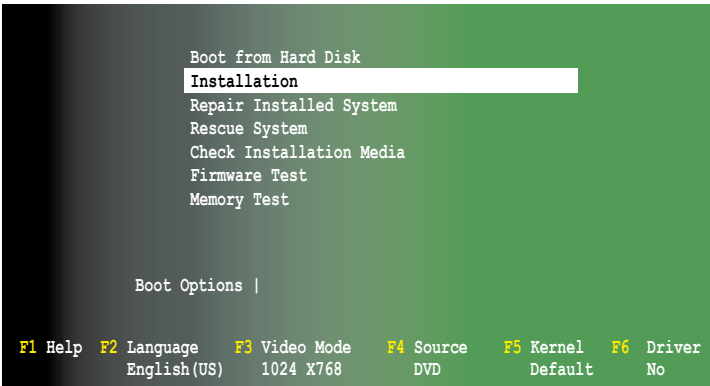 Boot from Hard Disk
Installation
Repair Installed System
Rescue System
Check Installation Media
Firmware Test
Memory Test
Boot Options |
F1 Help F2 Language F3 Video Mode F4 Source F5 Kernel F6 Driver
English(US) 1024 X768 DVD Default No